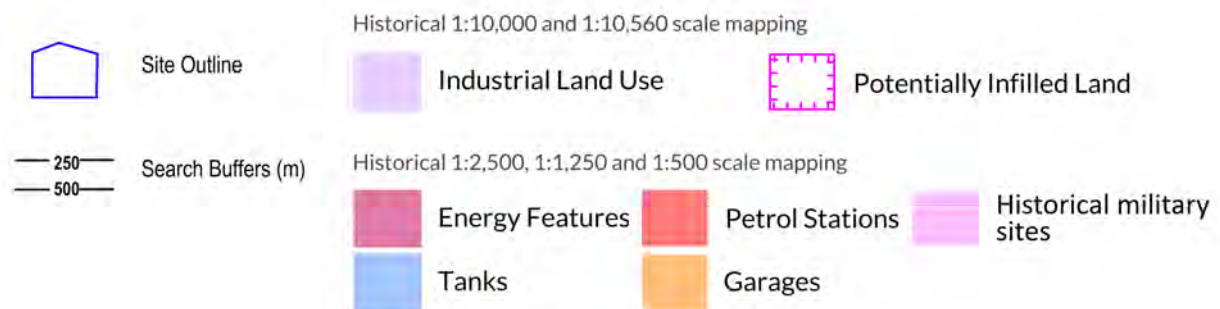 Historical 1:10,000 and 1:10,560 scale mapping
Site Outline
Industrial Land Use
Potentially Infilled Land
250
500
Search Buffers (m)
Historical 1:2,500, 1:1,250 and 1:500 scale mapping
Energy Features
Petrol Stations
Historical military
sites
Tanks
Garages